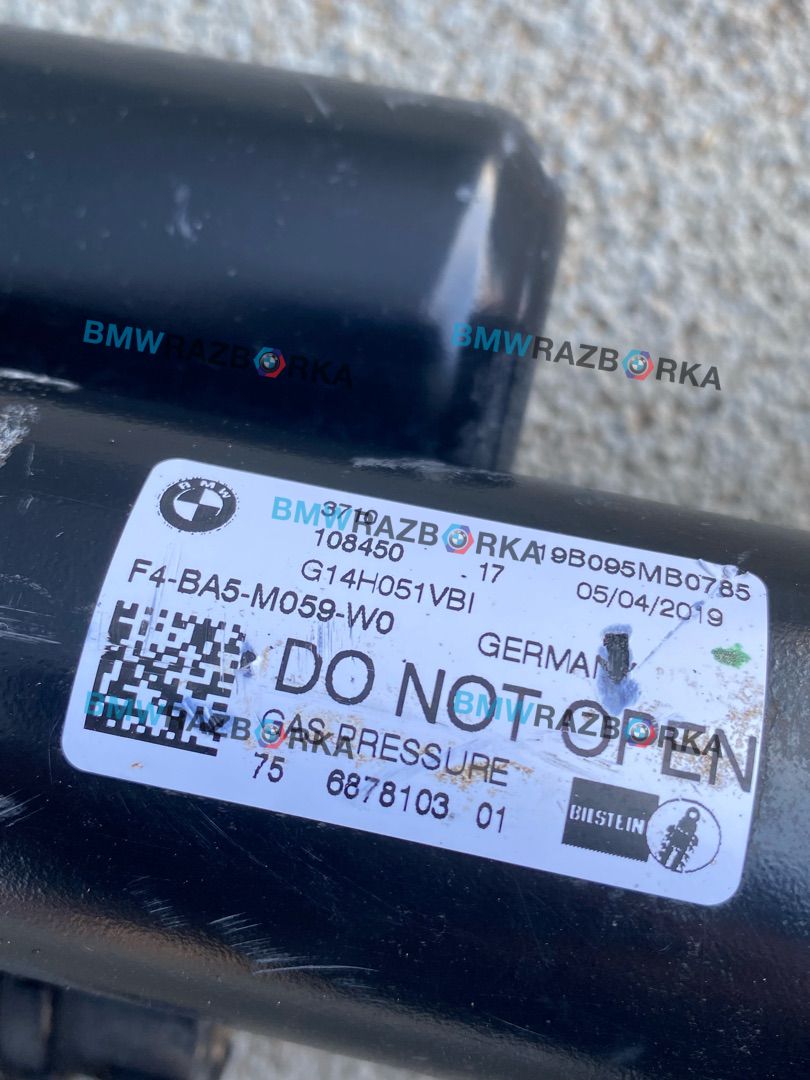 BMWRAZBORKA
BMWRAZBORKA
BMW
BMWRAZBORKA
3710
19B095MB0785
108450
17
05/04/2019
G14H051VBI
F4-BA5-M059-W0
GERMANY
DO NOT OPEN
BMWRAZBORKA
BMWRAZBORKA
GAS PRESSURE
75 6878103 01
BILSTEIN